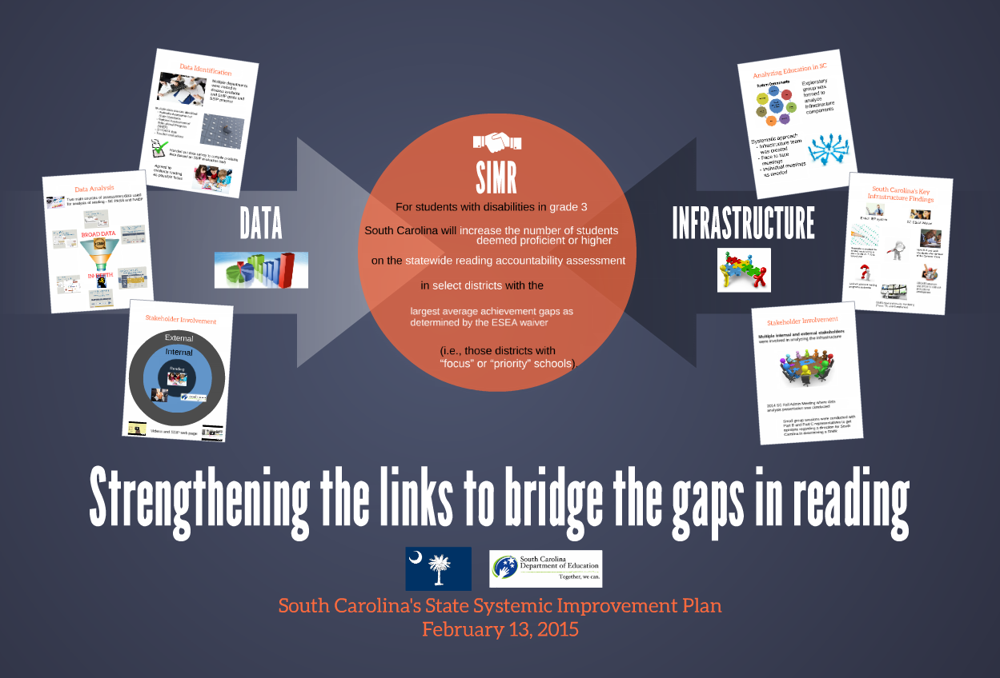 Data Identification
Multiple departments
were invited to
discuss available
and SSIP process
Agreed to
evaluate reading
as possible focus
Data Analysis
Two main sources of assessment data used
for analysis of reading - SC PASS and NAEP
BROAD DATA
IN-DEPTH
Stakeholder Involvement
External
Internal
Reading
Videos and SSIP web page
DATA
SIMR
For students with disabilities in grade 3
South Carolina will increase the number of students
deemed proficient or higher
on the statewide reading accountability assessment
in select districts with the
largest average achievement gaps as
determined by the ESEA waiver
(i.e., those districts with
“focus” or “priority” schools).
INFRASTRUCTURE
Analyzing Education in SC
System Components
Exploratory
group was
formed to
analyze
infrastructure
components
Systematic approach
- Infrastructure team
was created
- Face to face
meetings
- Individual meetings
as needed
South Carolina's Key
Infrastructure Findings
SC ESEA Waiver
Stakeholder Involvement
Multiple internal and external stakeholders
were involved in analyzing the infrastructure
2014 SC Fall Admin Meeting where data
analysis presentation was conducted
Small group sessions were conducted with
Part B and Part C representatives to get
opinions regarding a direction for South
Carolina in determining a SIMR
Strengthening the links to bridge the gaps in reading
South Carolina
Department of Education
Together, we can.
South Carolina's State Systemic Improvement Plan
February 13, 2015